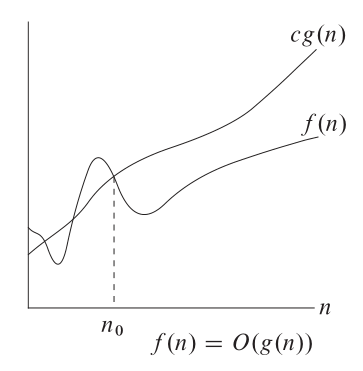 cg(n)
f(n)
n
n₀
f(n) = O(g(n))